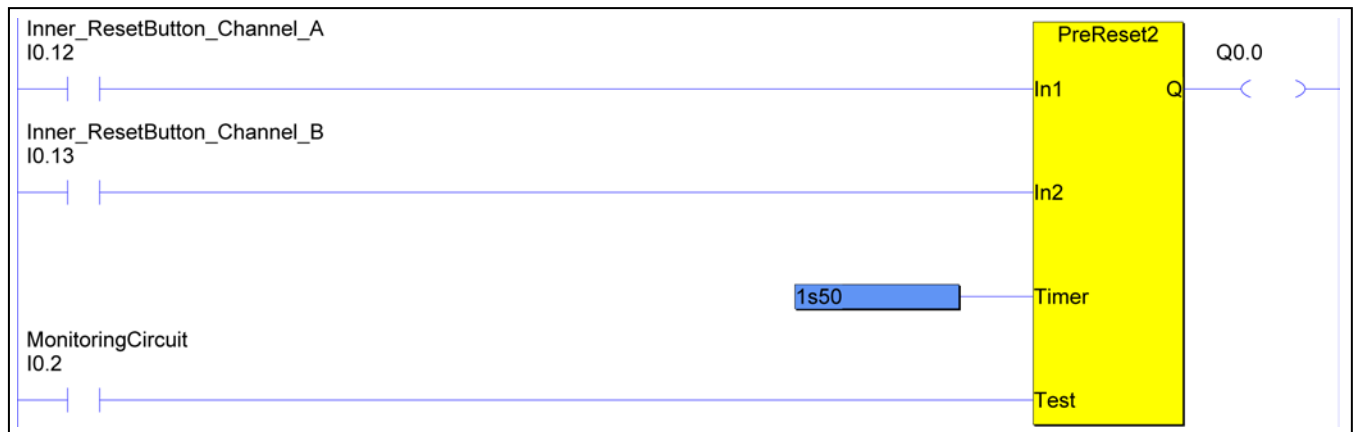 Inner_ResetButton_Channel_A
I0.12
PreReset2
Q0.0
In1
Q
Inner_ResetButton_Channel_B
I0.13
In2
1s50
Timer
MonitoringCircuit
I0.2
Test